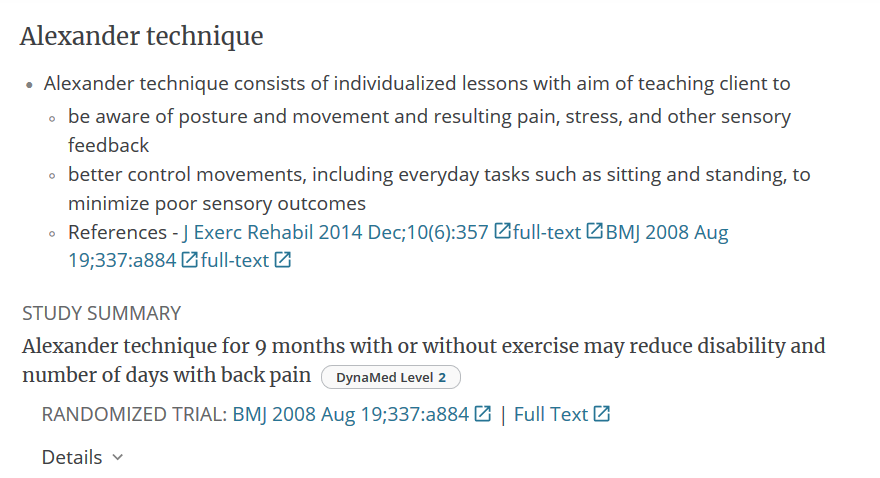 Alexander technique
• Alexander technique consists of individualized lessons with aim of teaching client to
◦ be aware of posture and movement and resulting pain, stress, and other sensory
feedback
◦ better control movements, including everyday tasks such as sitting and standing, to
minimize poor sensory outcomes
◦ References - J Exerc Rehabil 2014 Dec;10(6):357 full-text BMJ 2008 Aug
19;337:a884 full-text
STUDY SUMMARY
Alexander technique for 9 months with or without exercise may reduce disability and
number of days with back pain DynaMed Level 2
RANDOMIZED TRIAL: BMJ 2008 Aug 19;337:a884 | Full Text
Details